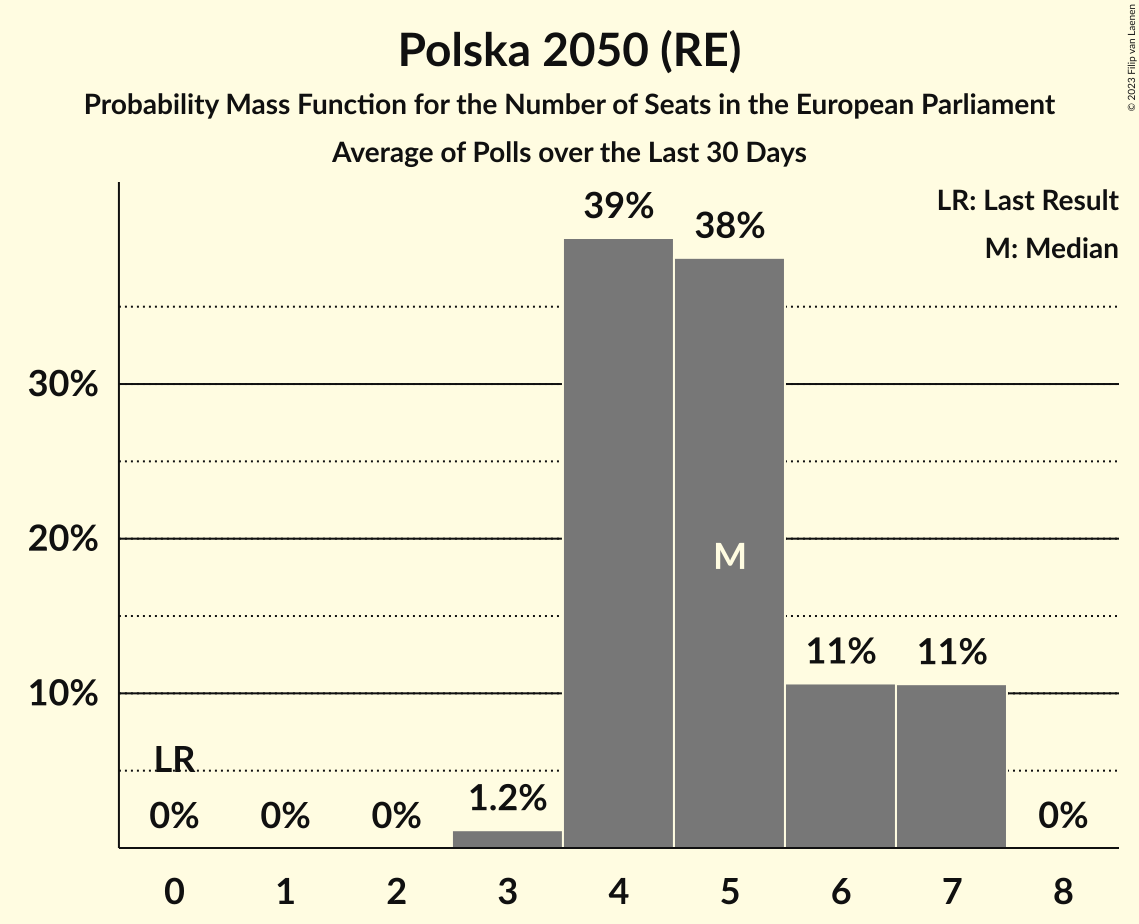 Polska 2050 (RE)
Probability Mass Function for the Number of Seats in the European Parliament
Average of Polls over the Last 30 Days
© 2023 Filip van Laenen
LR: Last Result
M: Median
39%
38%
30%
20%
M
11%
11%
10%
LR
1.2%
0%
0%
0%
0%
0 1 2 3 4 5 6 7 8